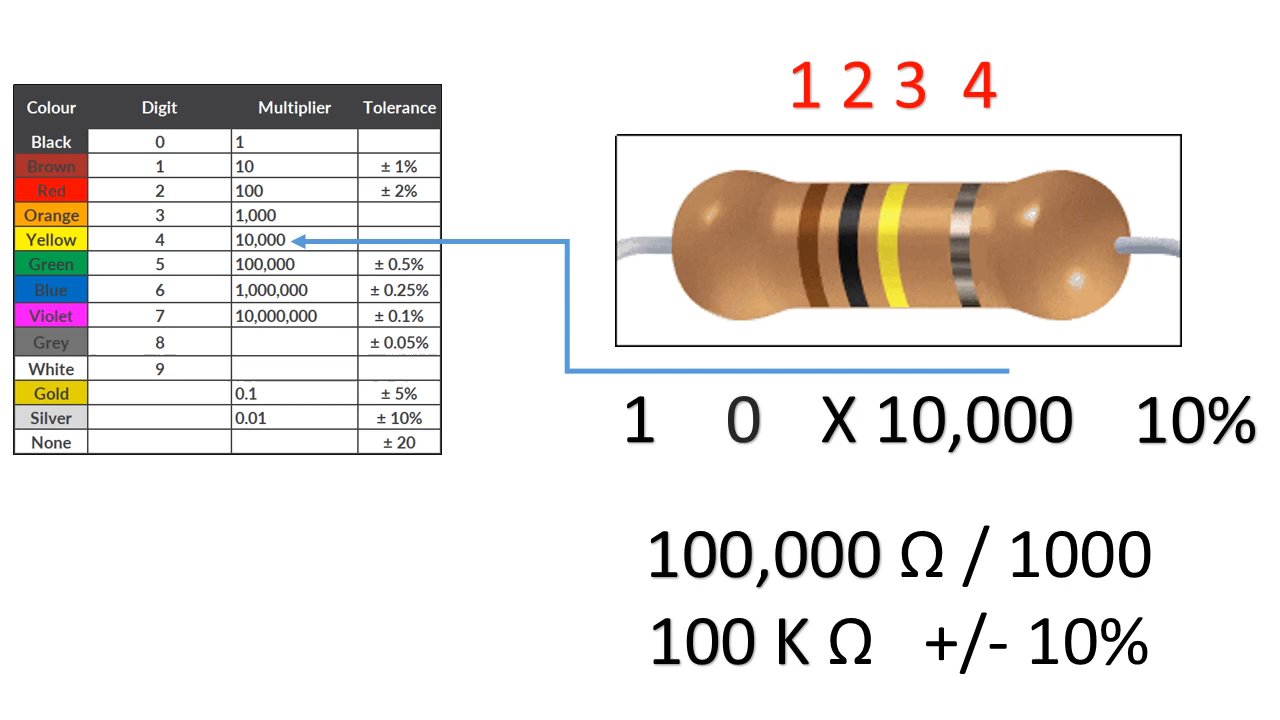 Colour Digit Multiplier Tolerance
Black 0 1
Brown 1 10 ± 1%
Red 2 100 ± 2%
Orange 3 1,000
Yellow 4 10,000
Green 5 100,000 ± 0.5%
Blue 6 1,000,000 ± 0.25%
Violet 7 10,000,000 ± 0.1%
Grey 8 ± 0.05%
White 9
Gold 0.1 ± 5%
Silver 0.01 ± 10%
None ± 20
1 2 3 4
1 0 X 10,000 10%
100,000 Ω / 1000
100 K Ω +/- 10%